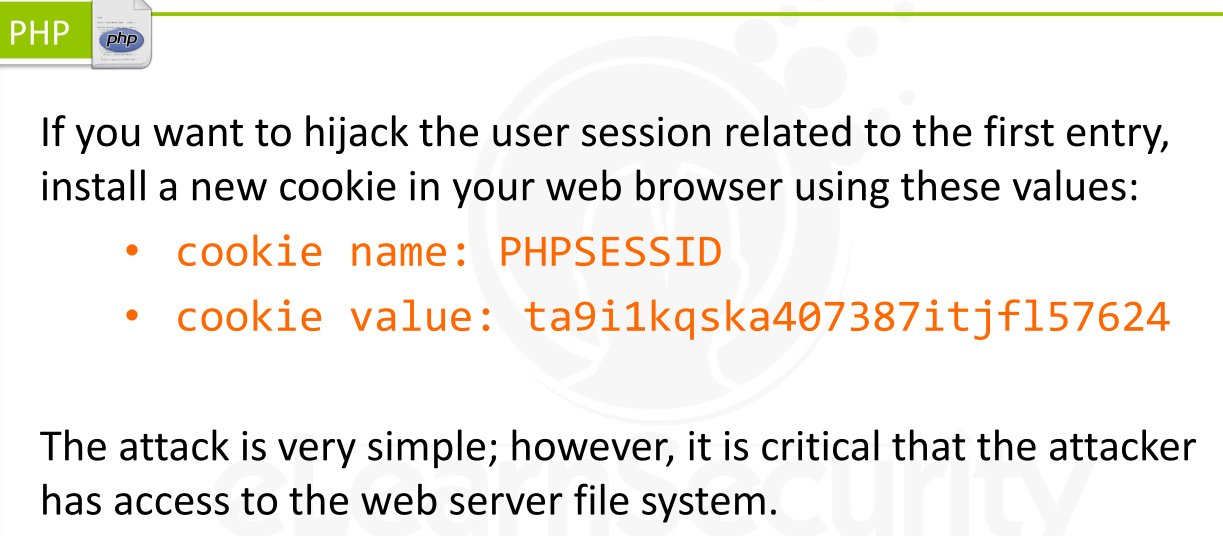 PHP
php
If you want to hijack the user session related to the first entry,
install a new cookie in your web browser using these values:
• cookie name: PHPSESSID
• cookie value: ta9i1kqska407387itjfl57624
The attack is very simple; however, it is critical that the attacker
has access to the web server file system.
eLearnSecurity